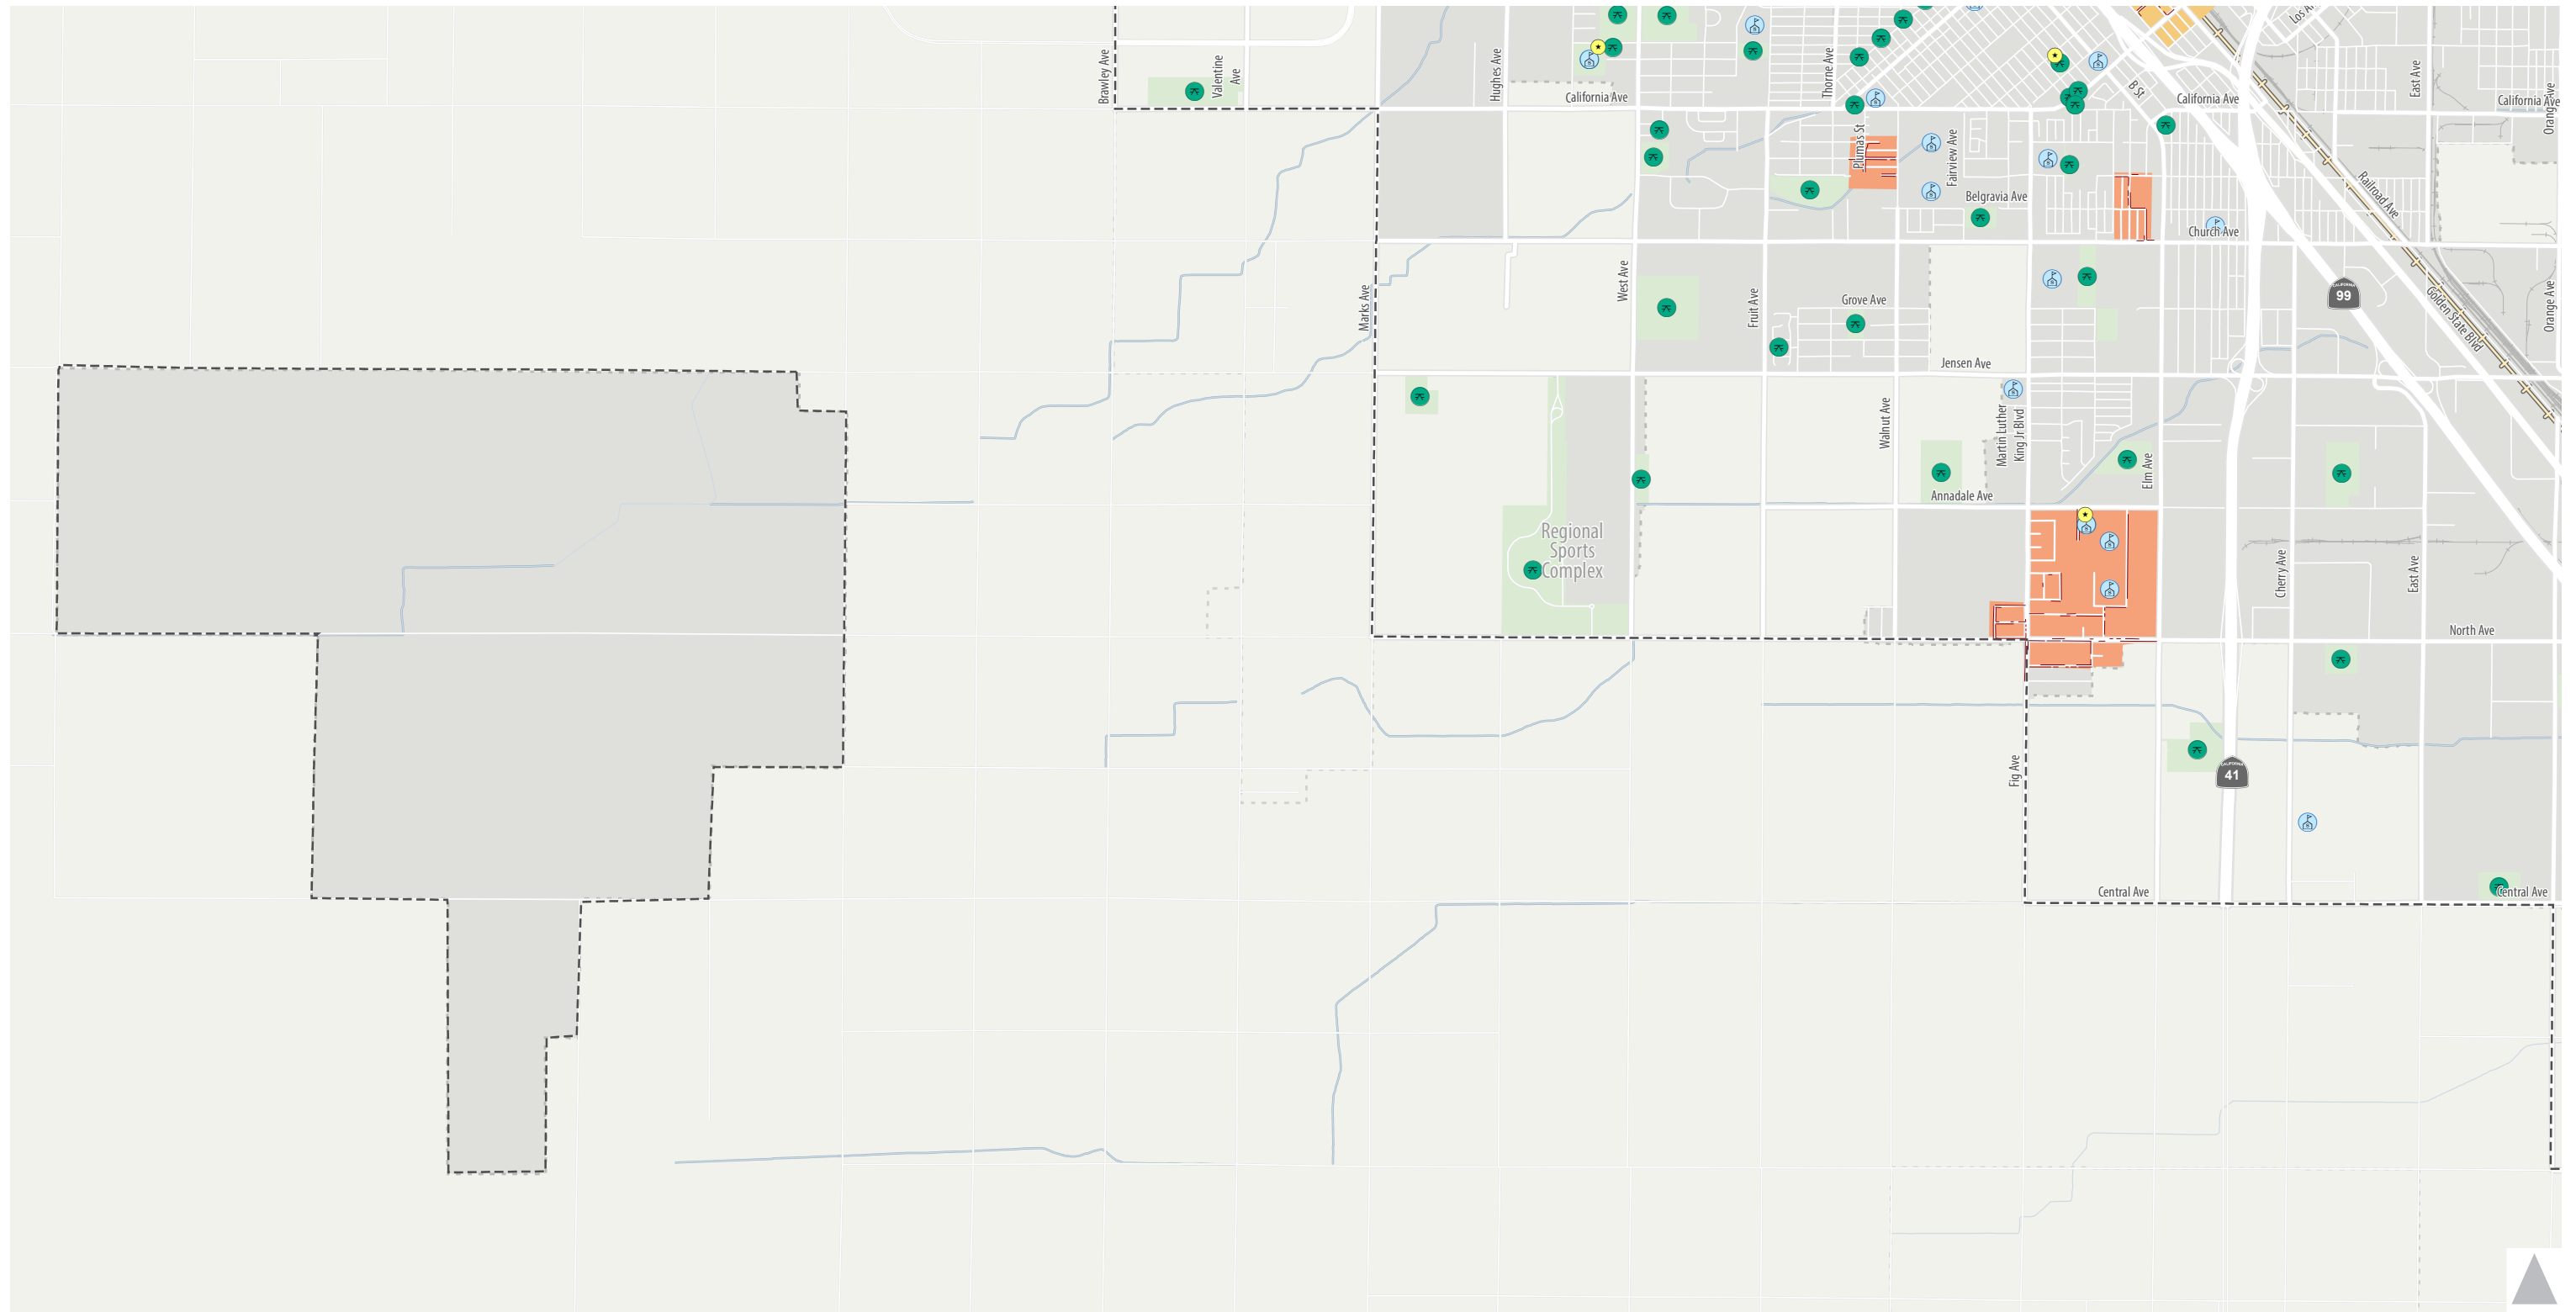 Los A
Brawley Ave
Valentine
Ave
Hughes Ave
California Ave
Thorne Ave
B St
California Ave
East Ave
California Ave
Orange Ave
Plumas St
Fairview Ave
Belgravia Ave
Railroad Ave
Church Ave
Marks Ave
West Ave
Fruit Ave
Grove Ave
CALIFORNIA
99
Golden State Blvd
Orange Ave
Jensen Ave
Walnut Ave
Martin Luther
King Jr Blvd
Elm Ave
Annadale Ave
Regional
Sports
Complex
Cherry Ave
East Ave
North Ave
Fig Ave
CALIFORNIA
41
Central Ave
Central Ave